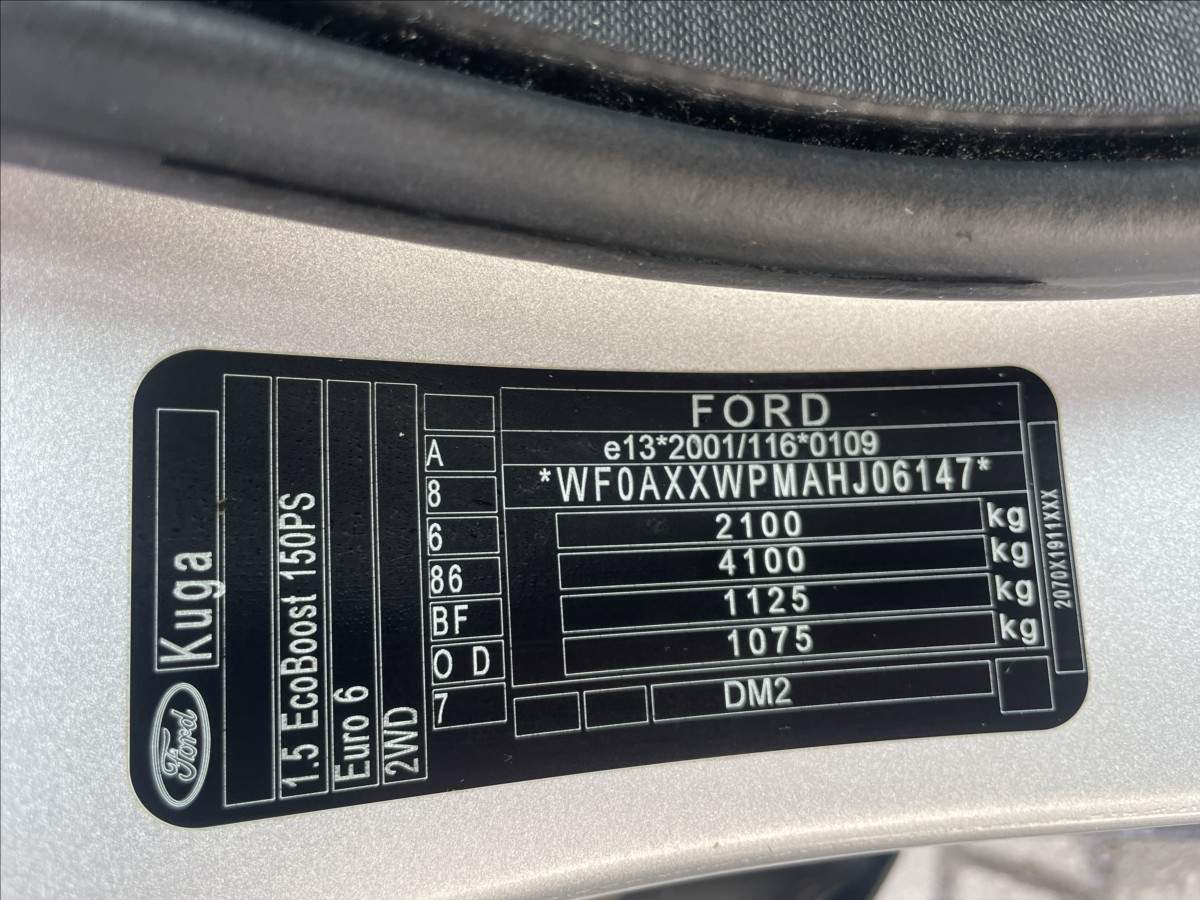 Ford
Kuga
1.5 EcoBoost 150PS
Euro 6
2WD
A
8
6
86
BF
O D
7
FORD
e13*2001/116*0109
*WF0AXXWPMAHJ06147*
2100 kg
4100 kg
1125 kg
1075 kg
DM2
2070X1911XXX